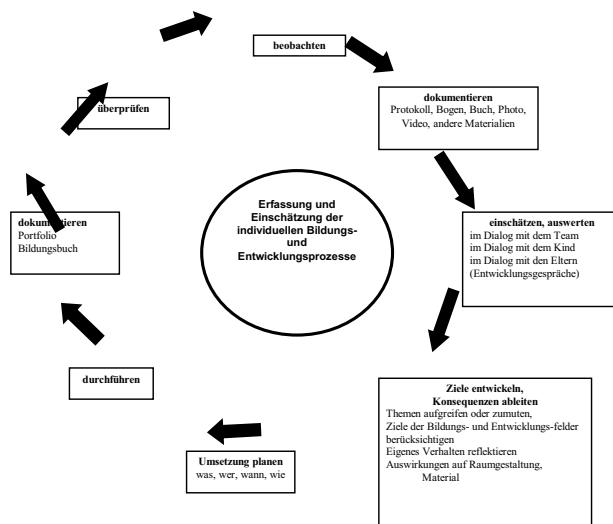 beobachten
dokumentieren
Protokoll, Bogen, Buch, Photo,
Video, andere Materialien
einschätzen, auswerten
im Dialog mit dem Team
im Dialog mit dem Kind
im Dialog mit den Eltern
(Entwicklungsgespräche)
Ziele entwickeln,
Konsequenzen ableiten
Themen aufgreifen oder zumuten,
Ziele der Bildungs- und Entwicklungs-felder
berücksichtigen
Eigenes Verhalten reflektieren
Auswirkungen auf Raumgestaltung,
Material
Umsetzung planen
was, wer, wann, wie
durchführen
dokumentieren
Portfolio
Bildungsbuch
überprüfen
Erfassung und
Einschätzung der
individuellen Bildungs-
und
Entwicklungsprozesse